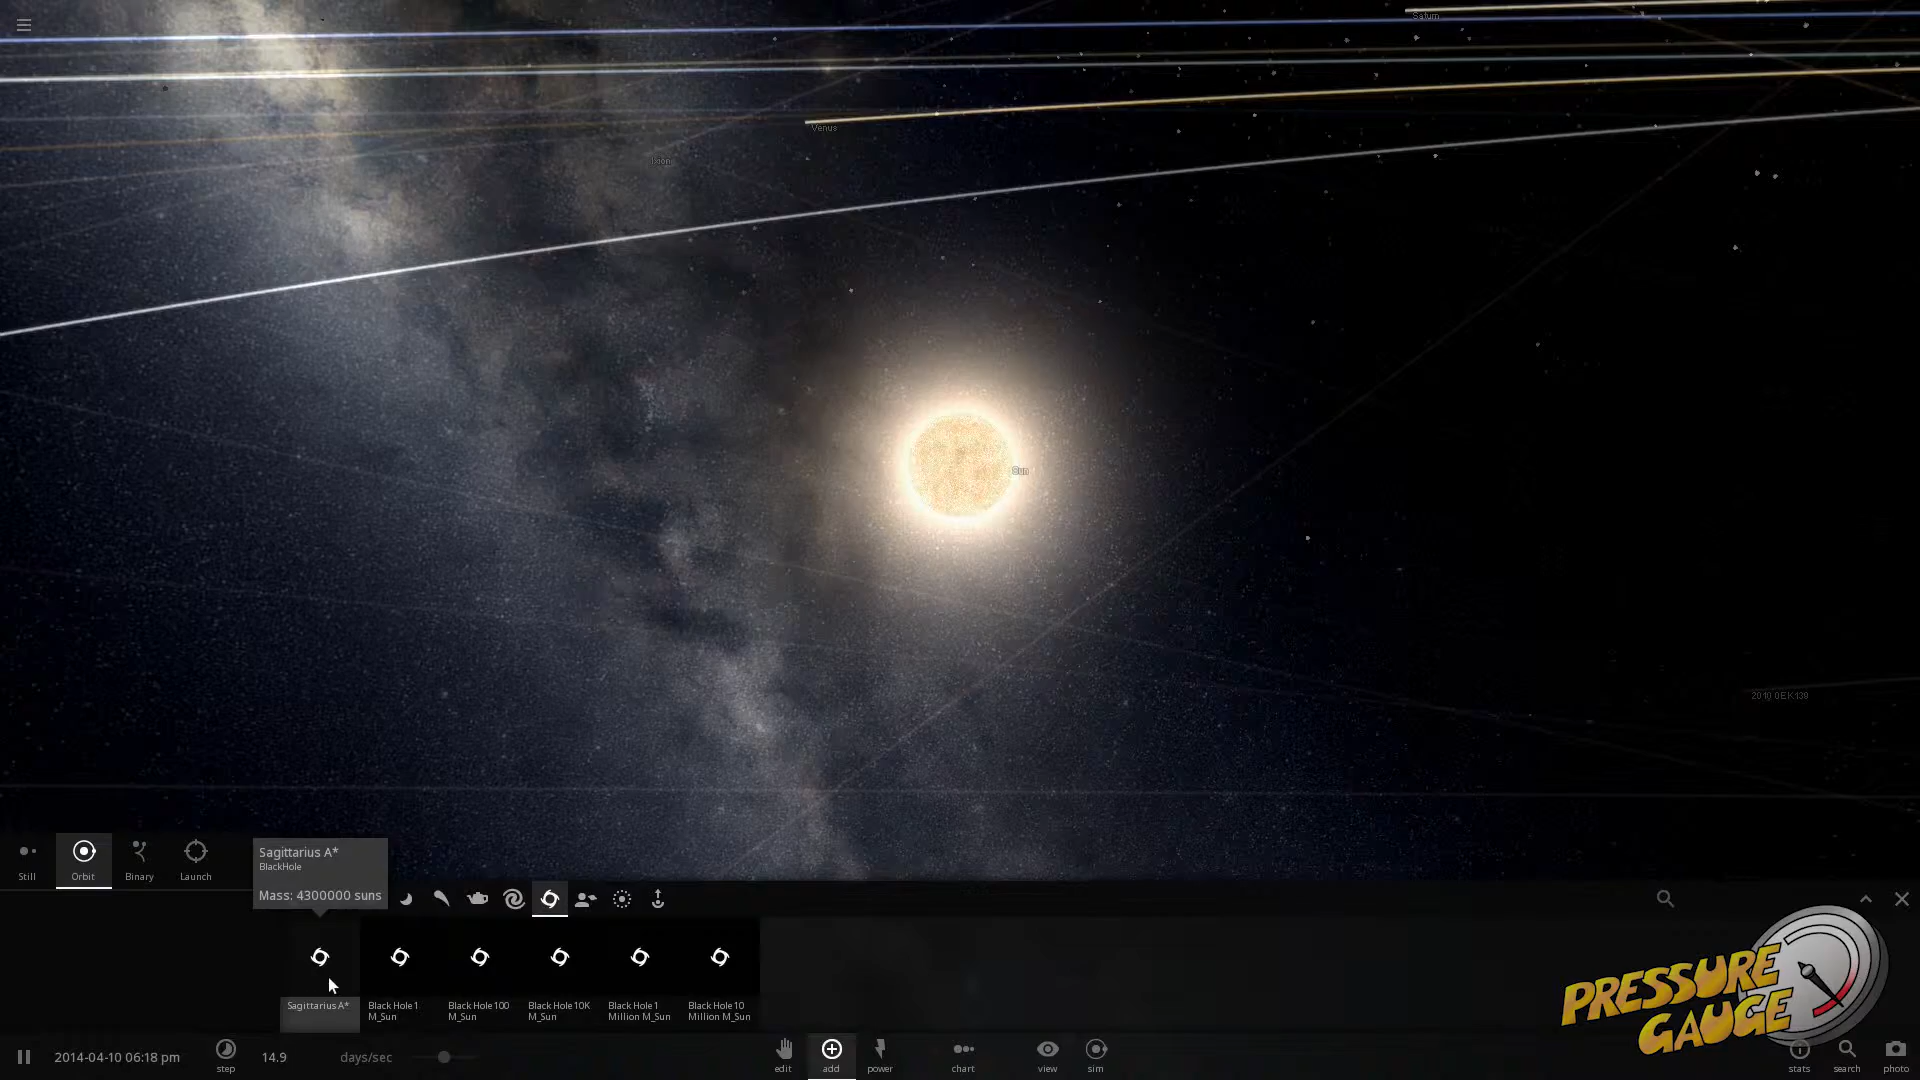 Saturn
Venus
Ixion
Sun
2010 OEK139
Still
Orbit
Binary
Launch
Sagittarius A*
BlackHole
Mass: 4300000 suns
Sagittarius A*
Black Hole 1
M_Sun
Black Hole 100
M_Sun
Black Hole 10K
M_Sun
Black Hole 1
Million M_Sun
Black Hole 10
Million M_Sun
PRESSURE
GAUGE
2014-04-10 06:18 pm
step
14.9
days/sec
edit
add
power
chart
view
sim
stats
search
photo